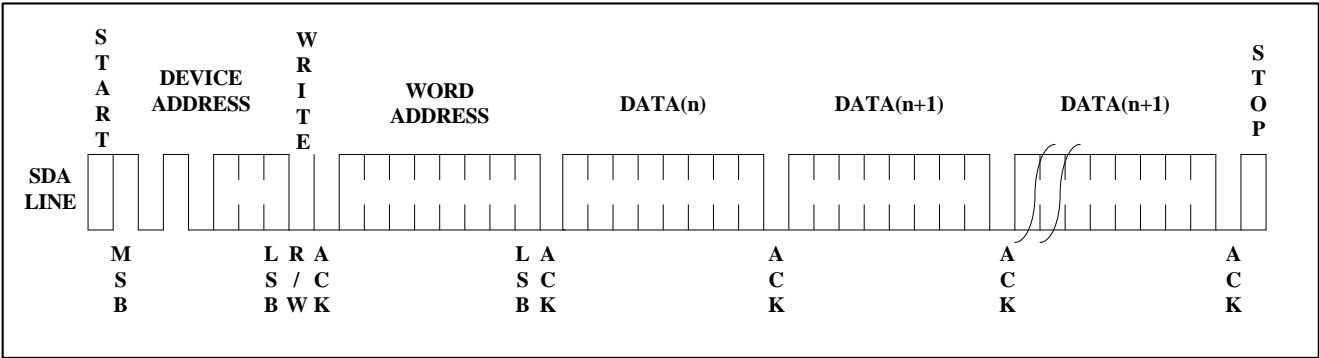 START
DEVICE
ADDRESS
WRITE
WORD
ADDRESS
DATA(n)
DATA(n+1)
DATA(n+1)
STOP
SDA
LINE
MSB
LSB
R/W
ACK
LSB
ACK
ACK
ACK
ACK